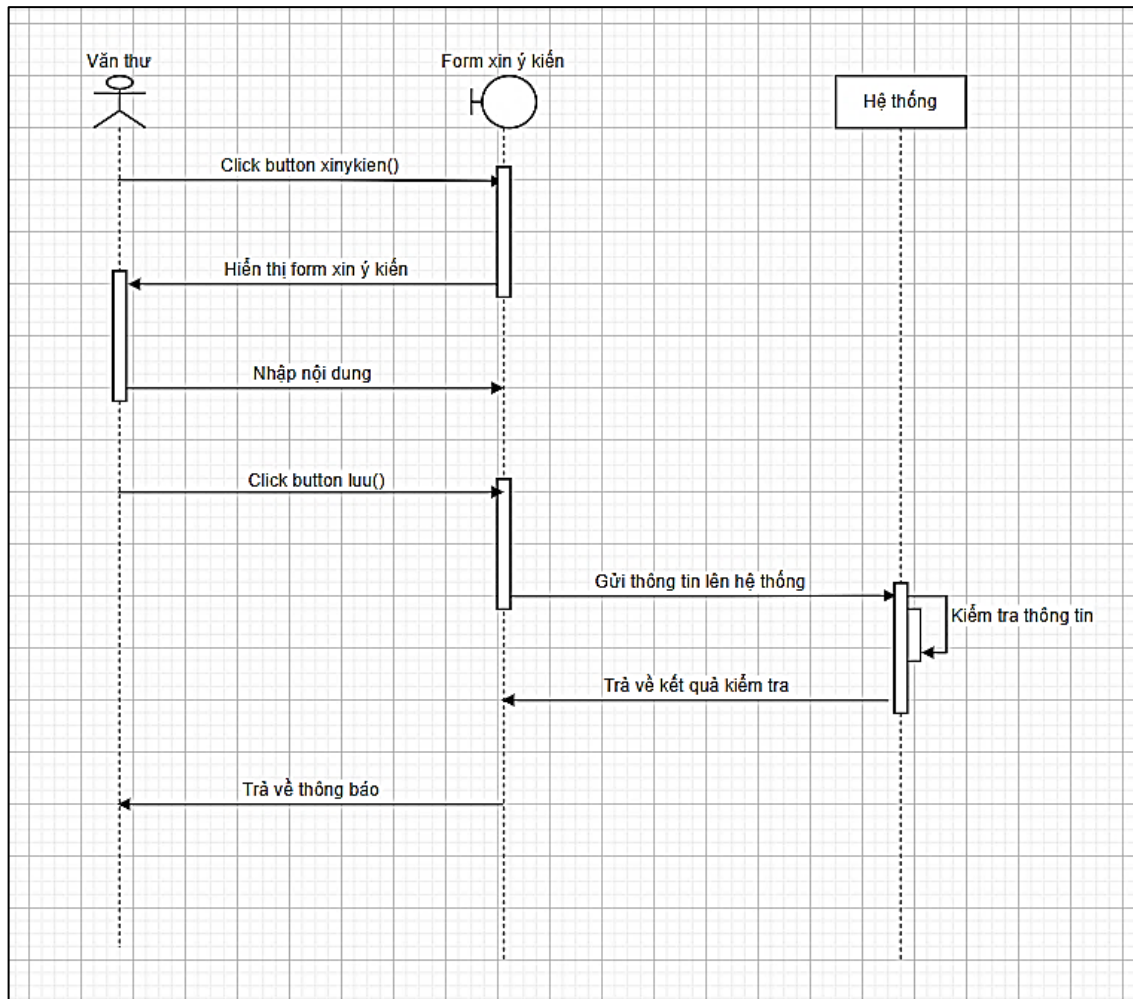 Văn thư
Form xin ý kiến
Hệ thống
Click button xinykien()
Hiển thị form xin ý kiến
Nhập nội dung
Click button luu()
Gửi thông tin lên hệ thống
Kiểm tra thông tin
Trả về kết quả kiểm tra
Trả về thông báo